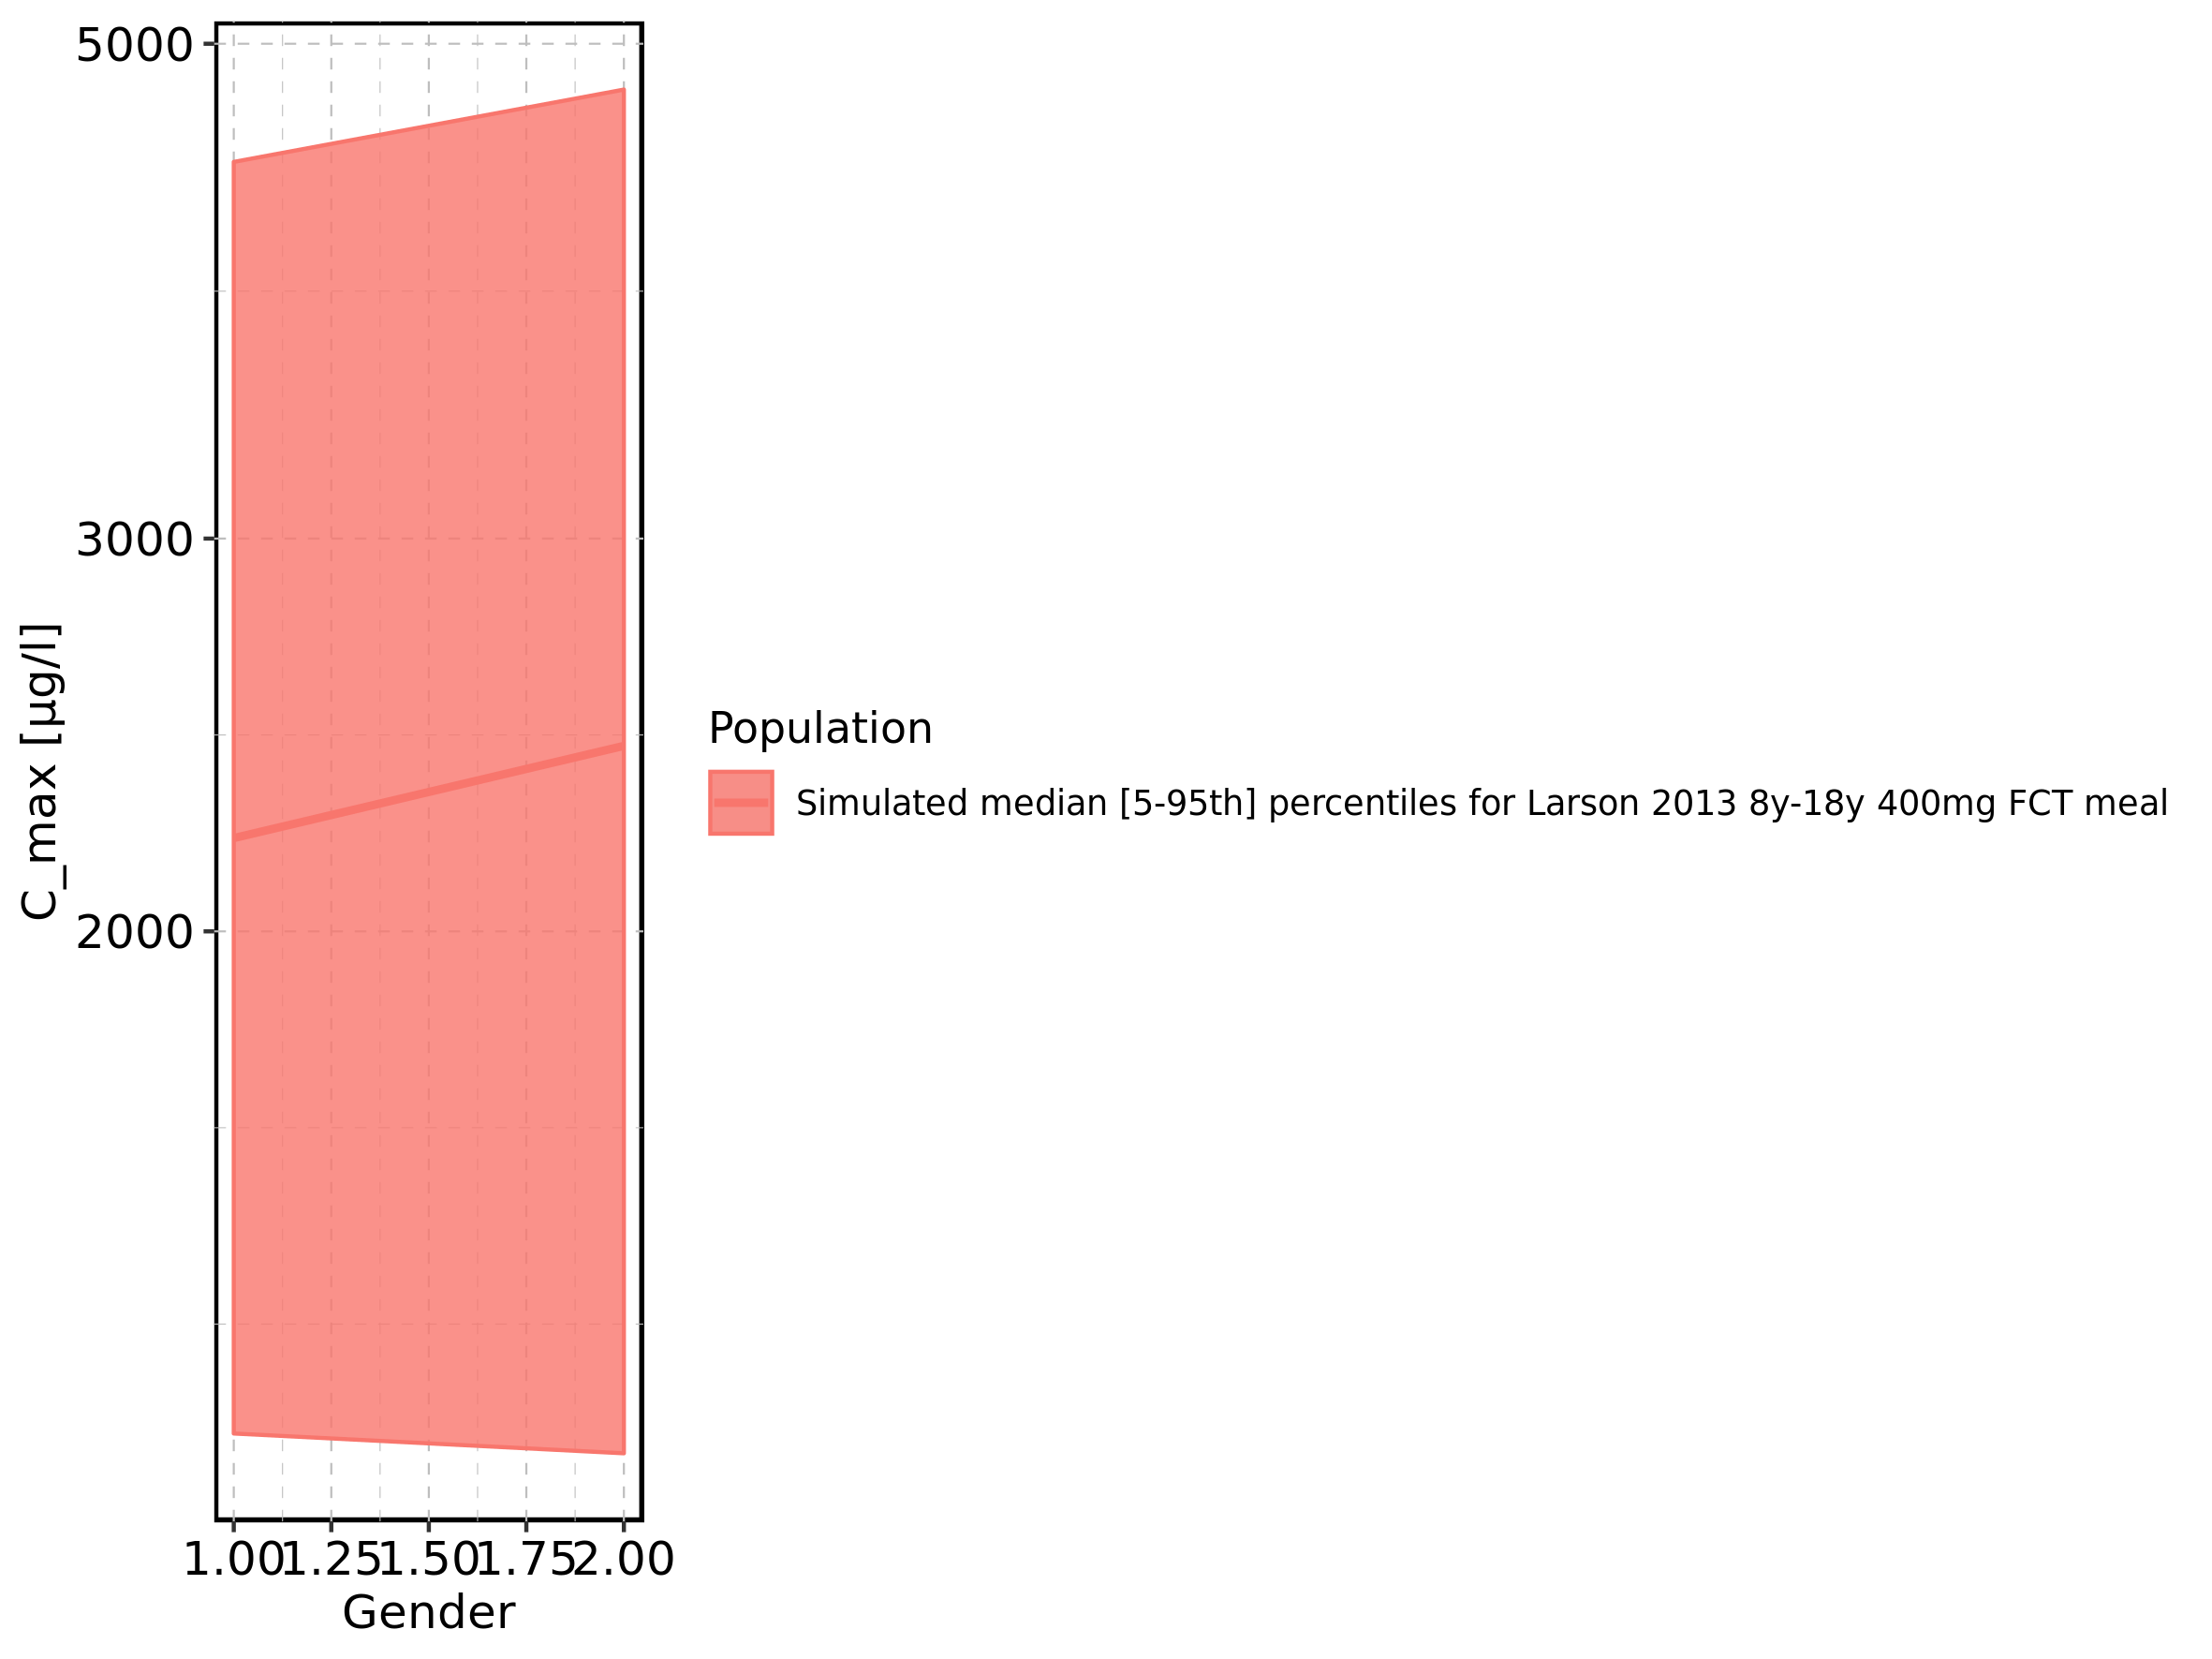 5000
3000
2000
C_max [µg/l]
1.00 1.25 1.50 1.75 2.00
Gender
Population
Simulated median [5-95th] percentiles for Larson 2013 8y-18y 400mg FCT meal